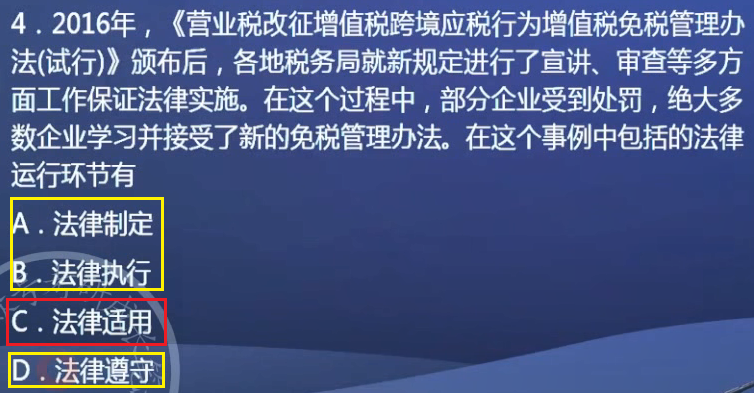 4．2016年，《营业税改征增值税跨境应税行为增值税免税管理办
法(试行)》颁布后，各地税务局就新规定进行了宣讲、审查等多方
面工作保证法律实施。在这个过程中，部分企业受到处罚，绝大多
数企业学习并接受了新的免税管理办法。在这个事例中包括的法律
运行环节有
A．法律制定
B．法律执行
C．法律适用
D．法律遵守